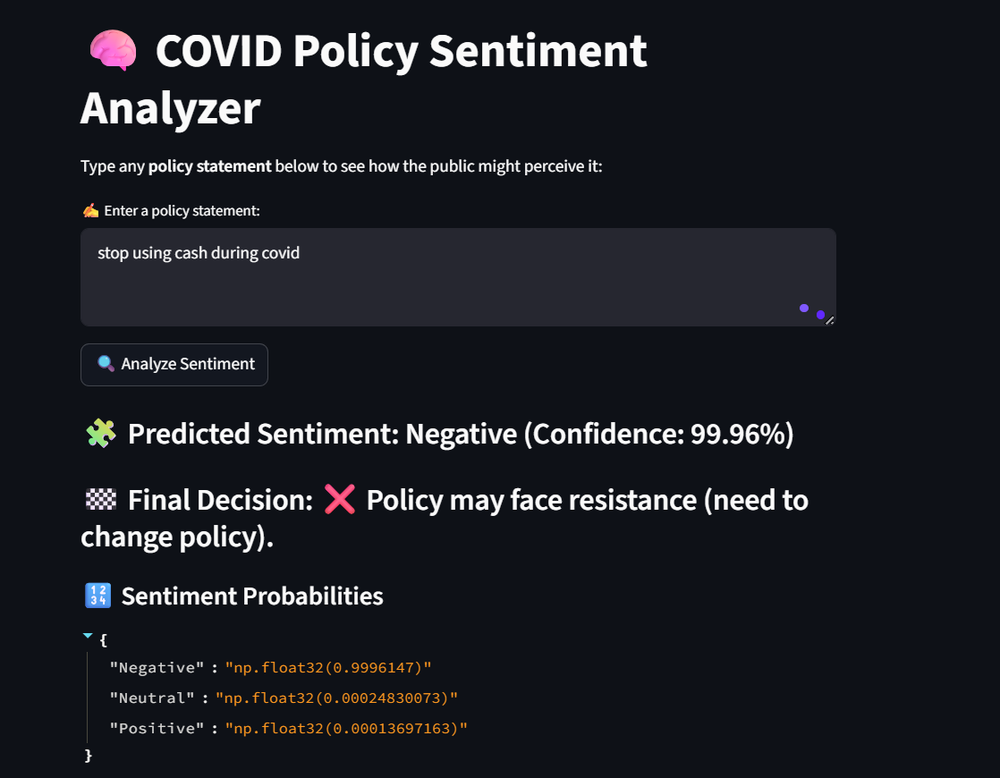 🧠 COVID Policy Sentiment
Analyzer
Type any policy statement below to see how the public might perceive it:
✍️ Enter a policy statement:
stop using cash during covid
🔍 Analyze Sentiment
🧩 Predicted Sentiment: Negative (Confidence: 99.96%)
🏁 Final Decision: ❌ Policy may face resistance (need to
change policy).
🔢 Sentiment Probabilities
{
"Negative" : "np.float32(0.9996147)"
"Neutral" : "np.float32(0.00024830073)"
"Positive" : "np.float32(0.00013697163)"
}